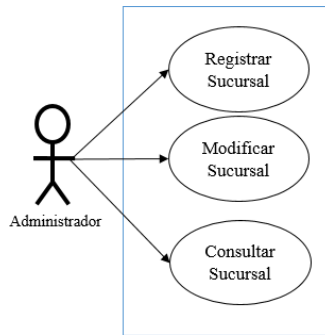 Registrar
Sucursal
Modificar
Sucursal
Administrador
Consultar
Sucursal